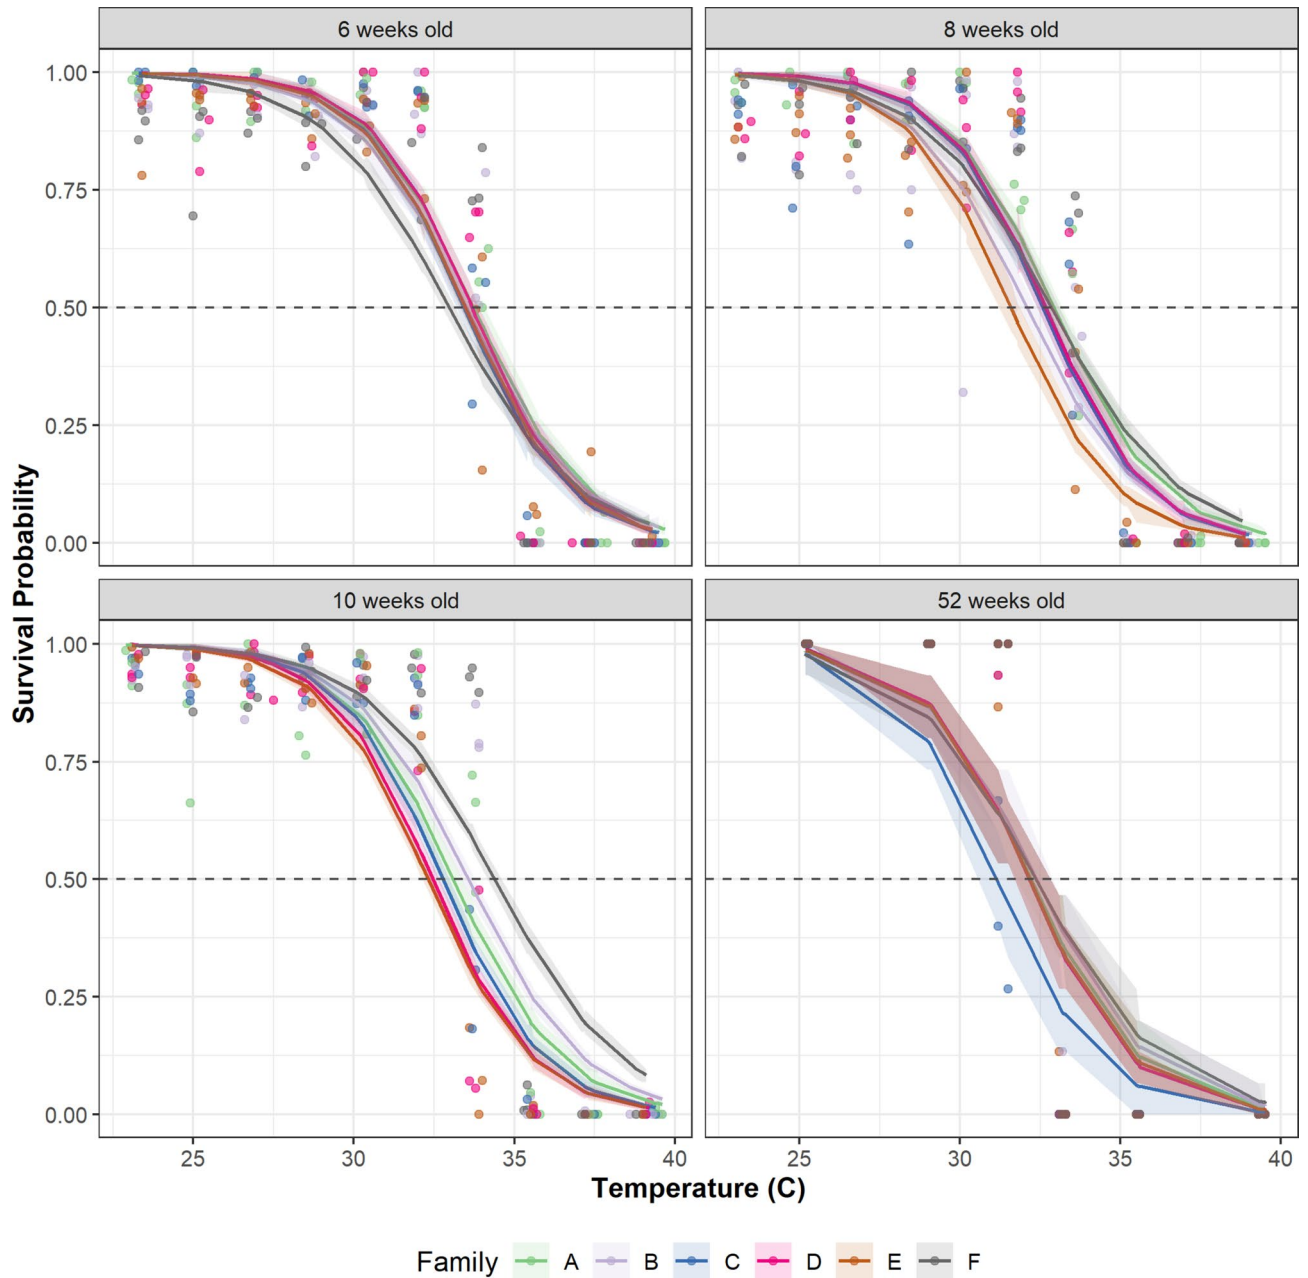 6 weeks old
8 weeks old
1.00
0.75
0.50
0.25
0.00
10 weeks old
52 weeks old
1.00
0.75
0.50
0.25
0.00
Survival Probability
25 30 35 40 25 30 35 40
Temperature (C)
Family A B C D E F